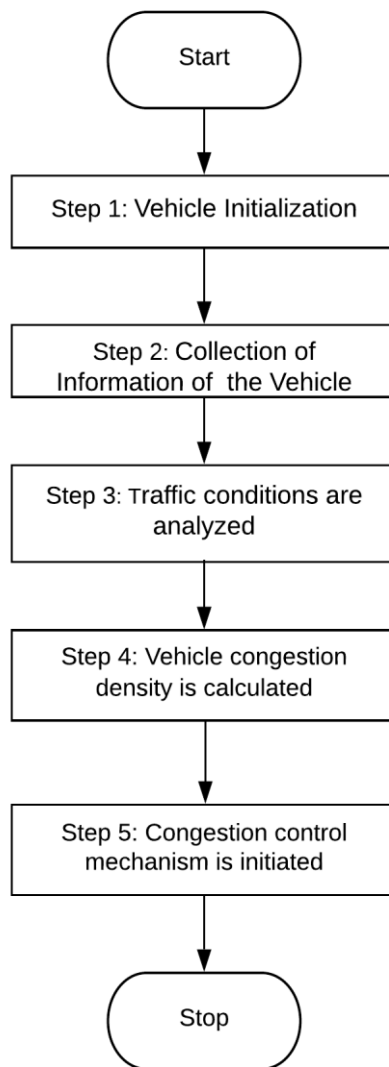 Start
Step 1: Vehicle Initialization
Step 2: Collection of
Information of the Vehicle
Step 3: Traffic conditions are
analyzed
Step 4: Vehicle congestion
density is calculated
Step 5: Congestion control
mechanism is initiated
Stop